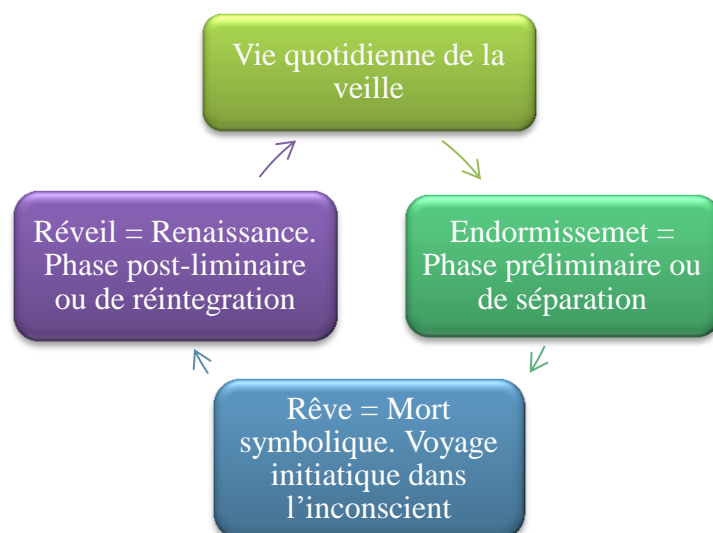 Vie quotidienne de la
veille
Endormissemet =
Phase préliminaire ou
de séparation
Rêve = Mort
symbolique. Voyage
initiatique dans
l’inconscient
Réveil = Renaissance.
Phase post-liminaire
ou de réintegration